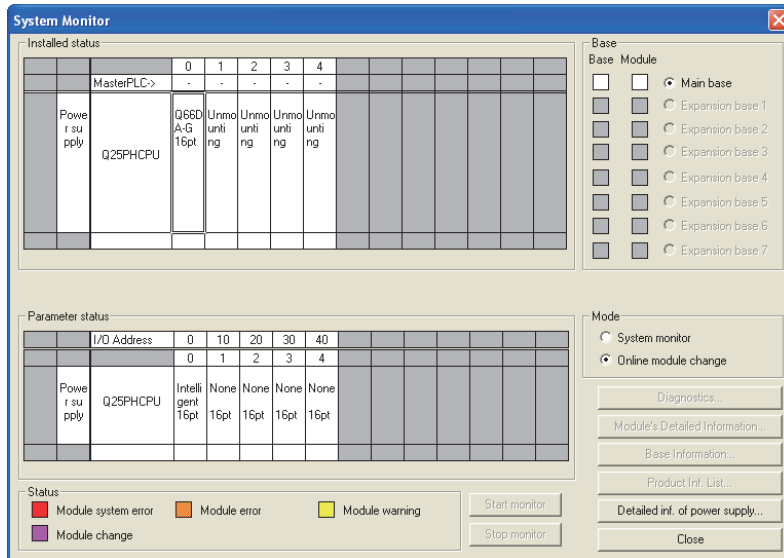 System Monitor
Installed status
0 1 2 3 4
MasterPLC-> - - - - -
Powe
r su
pply
Q25PHCPU
Q66D
A-G
16pt
Unmo
unti
ng
Unmo
unti
ng
Unmo
unti
ng
Unmo
unti
ng
Base
Base Module
Main base
Expansion base 1
Expansion base 2
Expansion base 3
Expansion base 4
Expansion base 5
Expansion base 6
Expansion base 7
Parameter status
I/O Address 0 10 20 30 40
0 1 2 3 4
Powe
r su
pply
Q25PHCPU
Intelli
gent
16pt
None
16pt
None
16pt
None
16pt
None
16pt
Mode
System monitor
Online module change
Diagnostics...
Module's Detailed Information...
Base Information...
Product Inf. List...
Detailed inf. of power supply...
Close
Status
Module system error
Module error
Module warning
Module change
Start monitor
Stop monitor